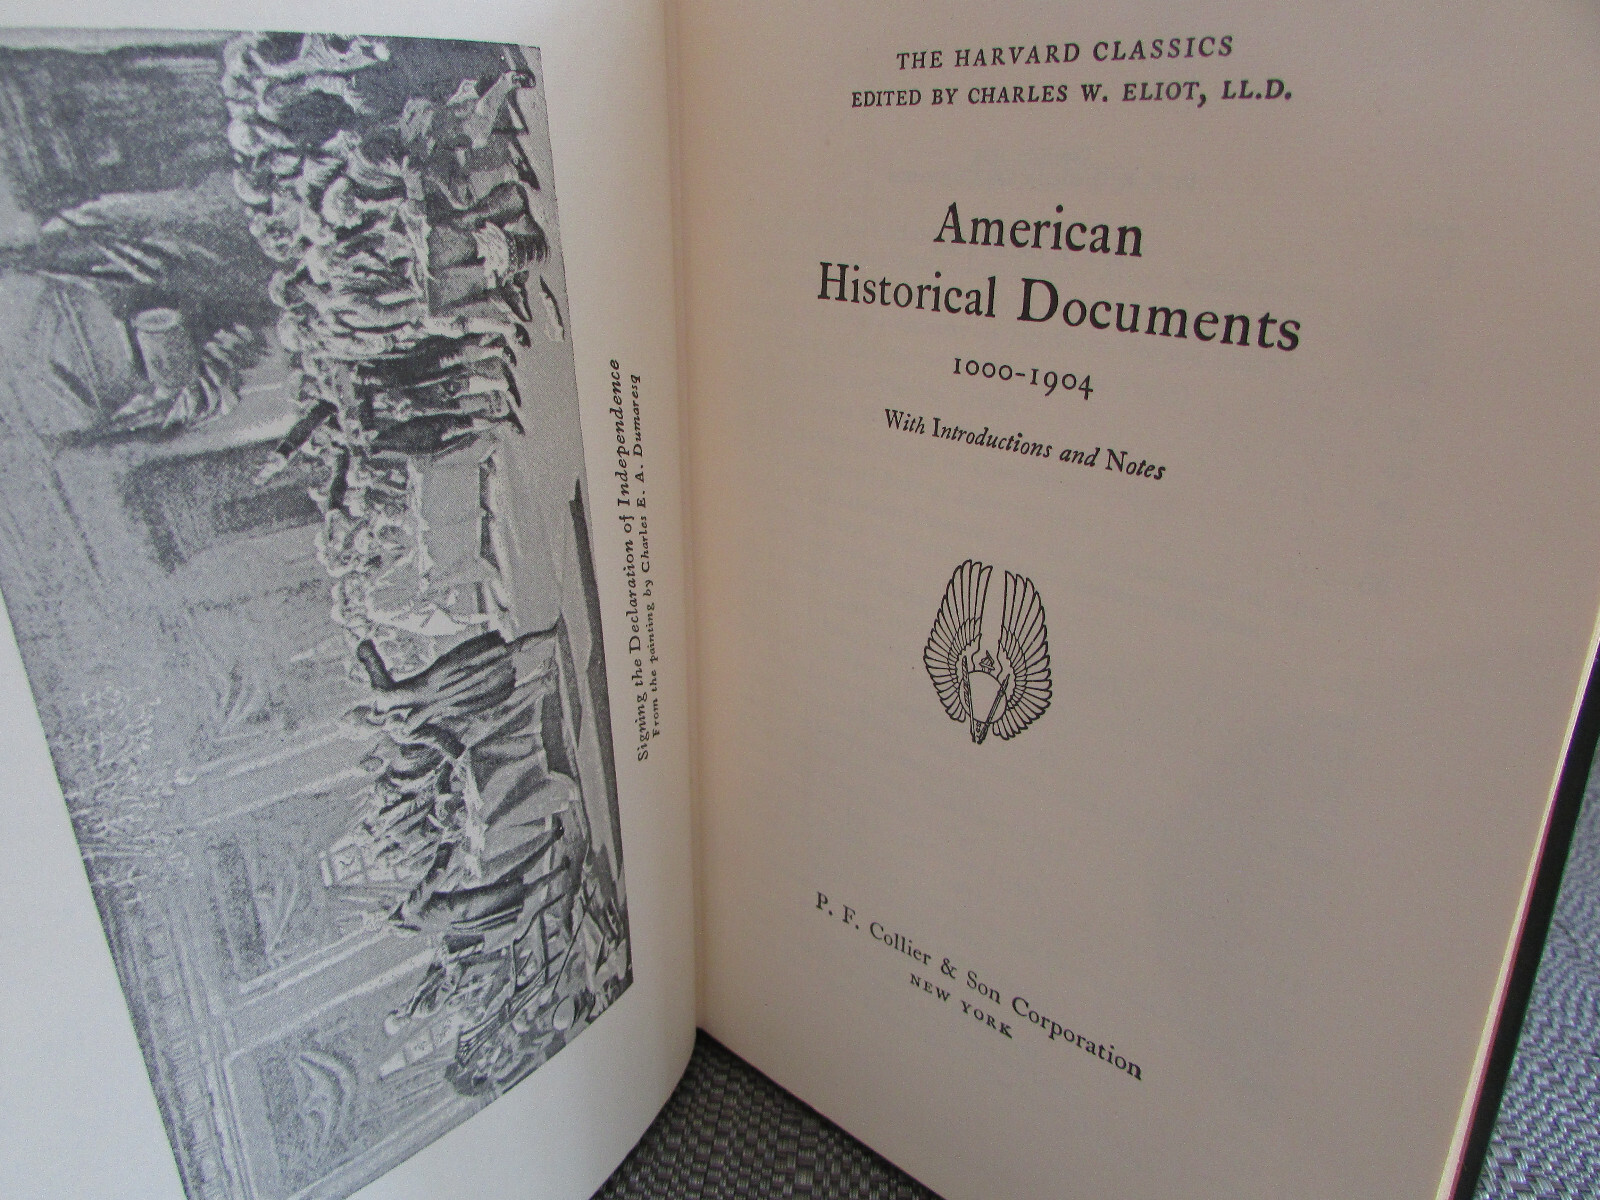 Signing the Declaration of Independence
From the painting by Charles E. A. Dumaresq
THE HARVARD CLASSICS
EDITED BY CHARLES W. ELIOT, LL.D.
American
Historical Documents
1000-1904
With Introductions and Notes
P. F. Collier & Son Corporation
NEW YORK